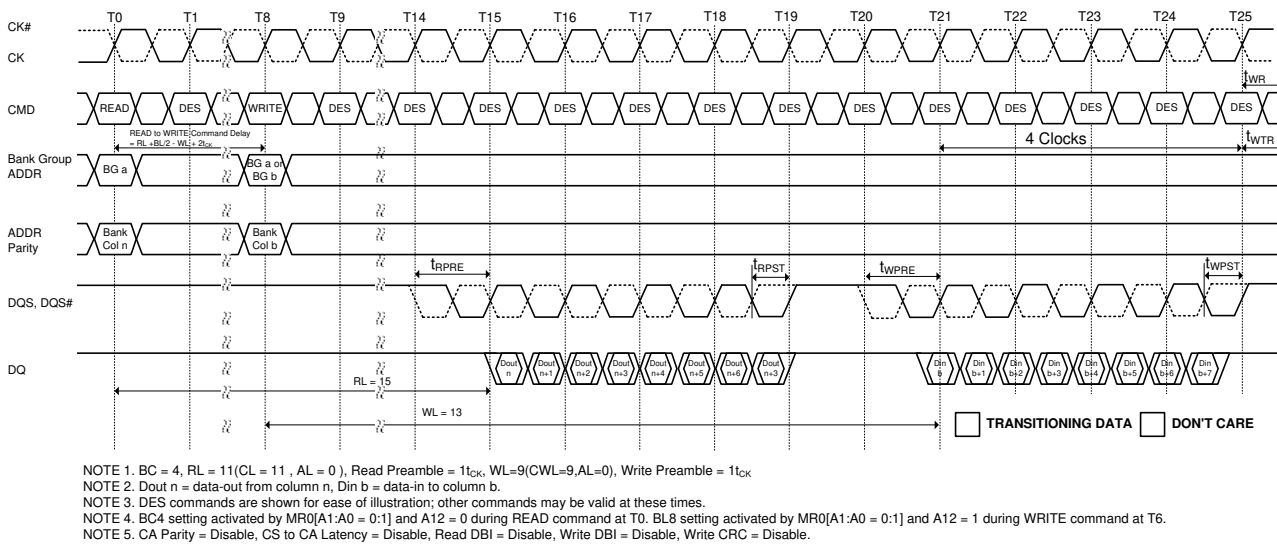 T0 T1 T8 T9 T14 T15 T16 T17 T18 T19 T20 T21 T22 T23 T24 T25
CK#
CK
tWR
CMD READ DES WRITE DES DES DES DES DES DES DES DES DES DES DES DES DES
READ to WRITE Command Delay
= RL +BL/2 - WL + 2tCK
4 Clocks
tWTR
Bank Group
ADDR
BG a
BG a or
BG b
ADDR
Parity
Bank
Col n
Bank
Col b
tRPRE tRPST tWPRE tWPST
DQS, DQS#
DQ
Dout
n
Dout
n+1
Dout
n+2
Dout
n+3
Dout
n+4
Dout
n+5
Dout
n+6
Dout
n+3
Din
b
Din
b+1
Din
b+2
Din
b+3
Din
b+4
Din
b+5
Din
b+6
Din
b+7
RL = 15
WL = 13
TRANSITIONING DATA DON'T CARE
NOTE 1. BC = 4, RL = 11(CL = 11 , AL = 0 ), Read Preamble = 1tCK, WL=9(CWL=9,AL=0), Write Preamble = 1tCK
NOTE 2. Dout n = data-out from column n, Din b = data-in to column b.
NOTE 3. DES commands are shown for ease of illustration; other commands may be valid at these times.
NOTE 4. BC4 setting activated by MR0[A1:A0 = 0:1] and A12 = 0 during READ command at T0. BL8 setting activated by MR0[A1:A0 = 0:1] and A12 = 1 during WRITE command at T6.
NOTE 5. CA Parity = Disable, CS to CA Latency = Disable, Read DBI = Disable, Write DBI = Disable, Write CRC = Disable.